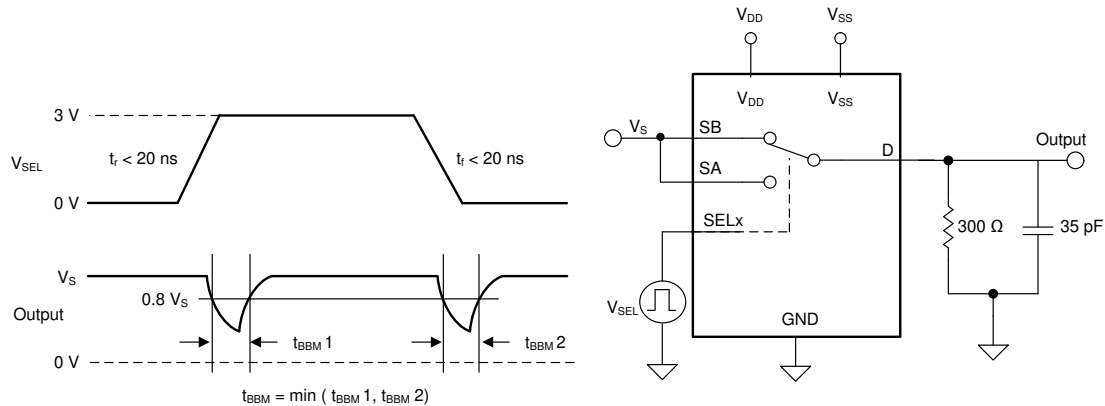 3 V
V_SEL
t_r < 20 ns
t_f < 20 ns
0 V
V_S
0.8 V_S
Output
t_BBM 1
t_BBM 2
0 V
t_BBM = min ( t_BBM 1, t_BBM 2)
V_DD
V_SS
V_DD
V_SS
V_S
SB
SA
D
Output
SELx
300 Ω
35 pF
V_SEL
GND